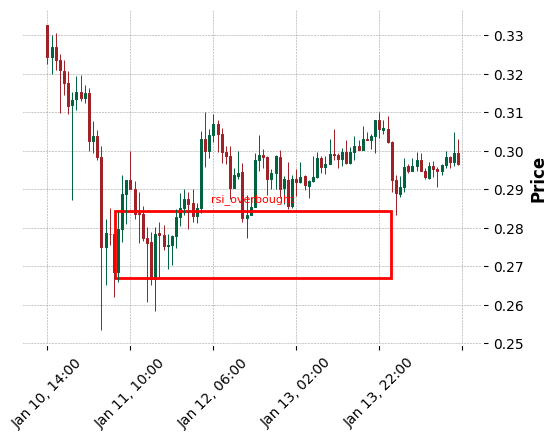 0.33
0.32
0.31
0.30
rsi_overbought
0.29
0.28
0.27
0.26
0.25
Price
Jan 10, 14:00
Jan 11, 10:00
Jan 12, 06:00
Jan 13, 02:00
Jan 13, 22:00